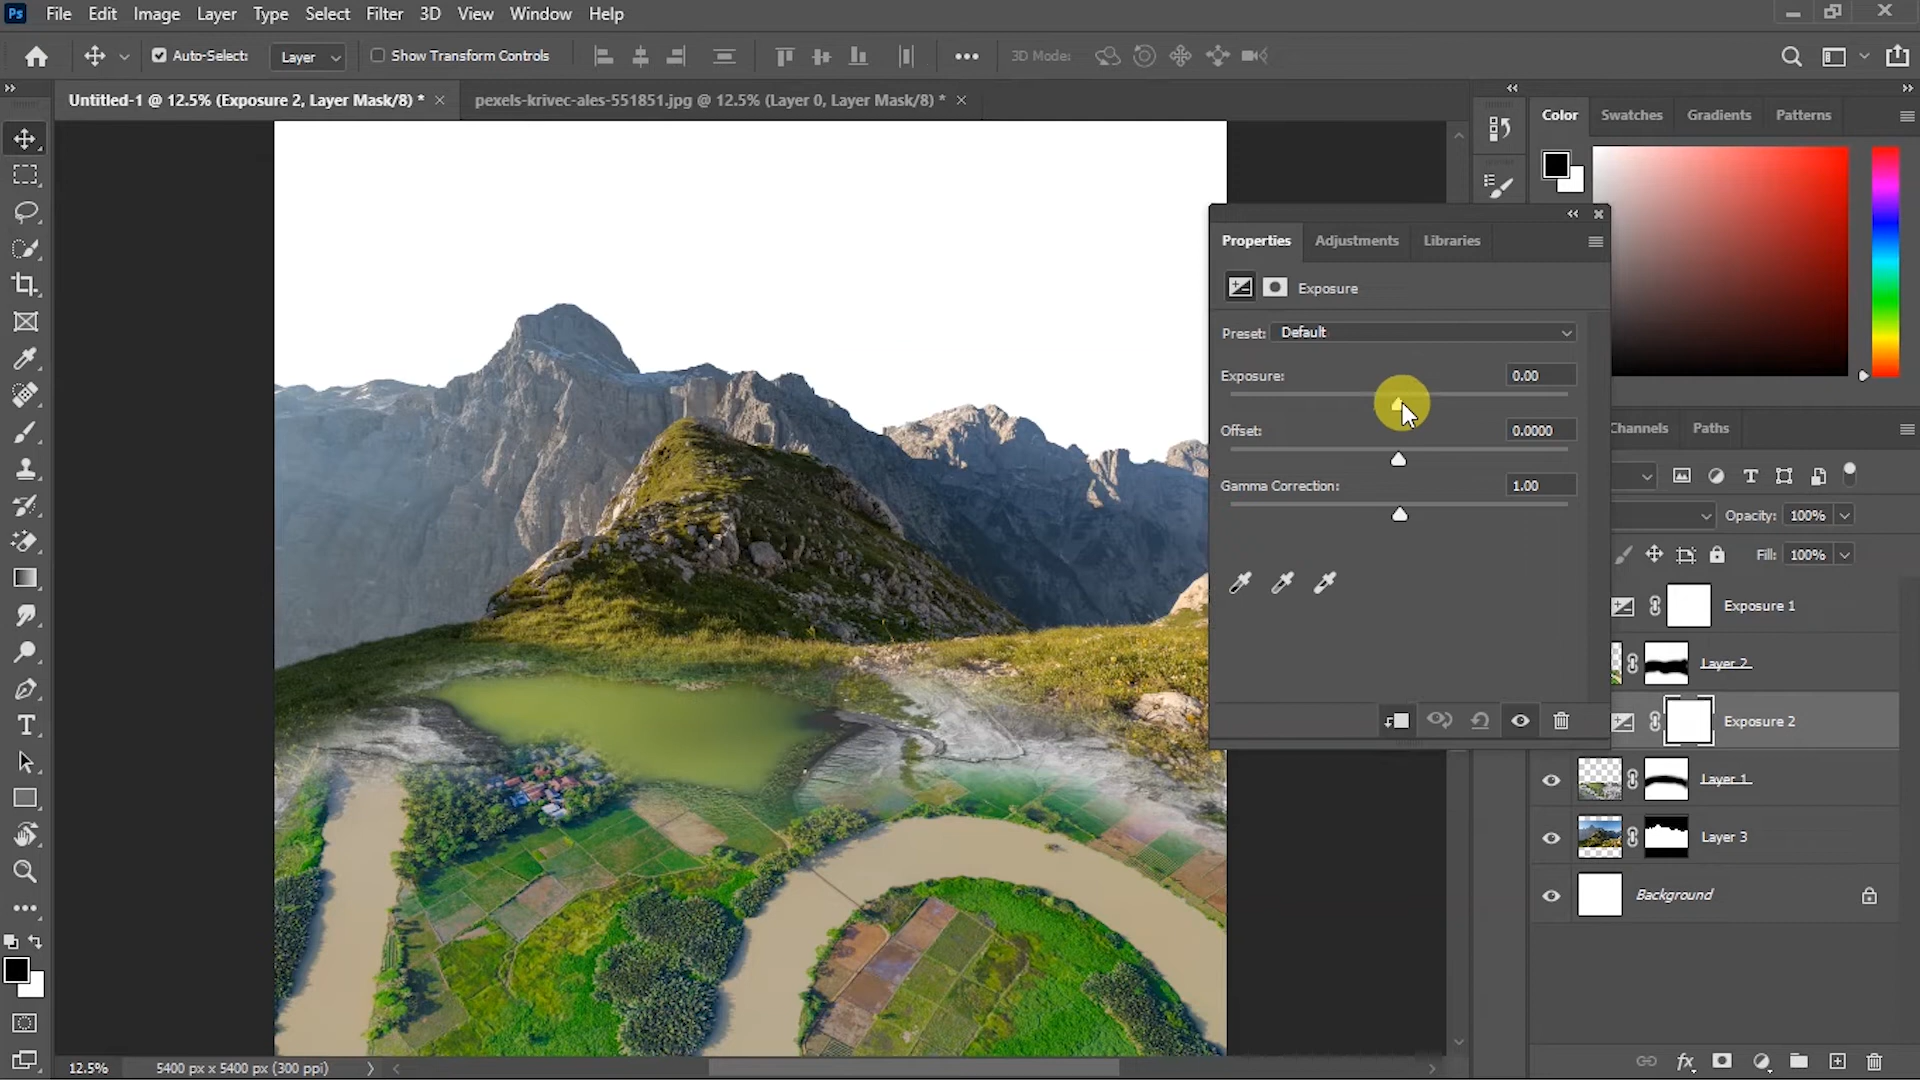 Ps File Edit Image Layer Type Select Filter 3D View Window Help
Auto-Select: Layer Show Transform Controls 3D Mode:
Untitled-1 @ 12.5% (Exposure 2, Layer Mask/8) * pexels-krivec-ales-551851.jpg @ 12.5% (Layer 0, Layer Mask/8) *
Color Swatches Gradients Patterns
Properties Adjustments Libraries
Exposure
Preset: Default
Exposure: 0.00
Offset: 0.0000
Gamma Correction: 1.00
Channels Paths
Opacity: 100%
Fill: 100%
Exposure 1
Layer 2
Exposure 2
Layer 1
Layer 3
Background
12.5% 5400 px x 5400 px (300 ppi)
fx